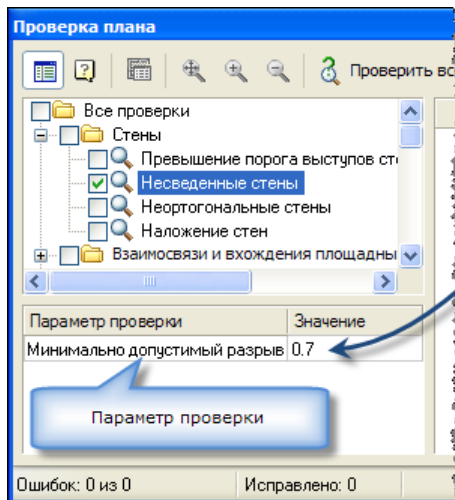 Проверка плана
Проверить вс
Все проверки
Стены
Превышение порога выступов сте
Несведенные стены
Неортогональные стены
Наложение стен
Взаимосвязи и вхождения площадны
Параметр проверки Значение
Минимально допустимый разрыв 0.7
Параметр проверки
Ошибок: 0 из 0 Исправлено: 0